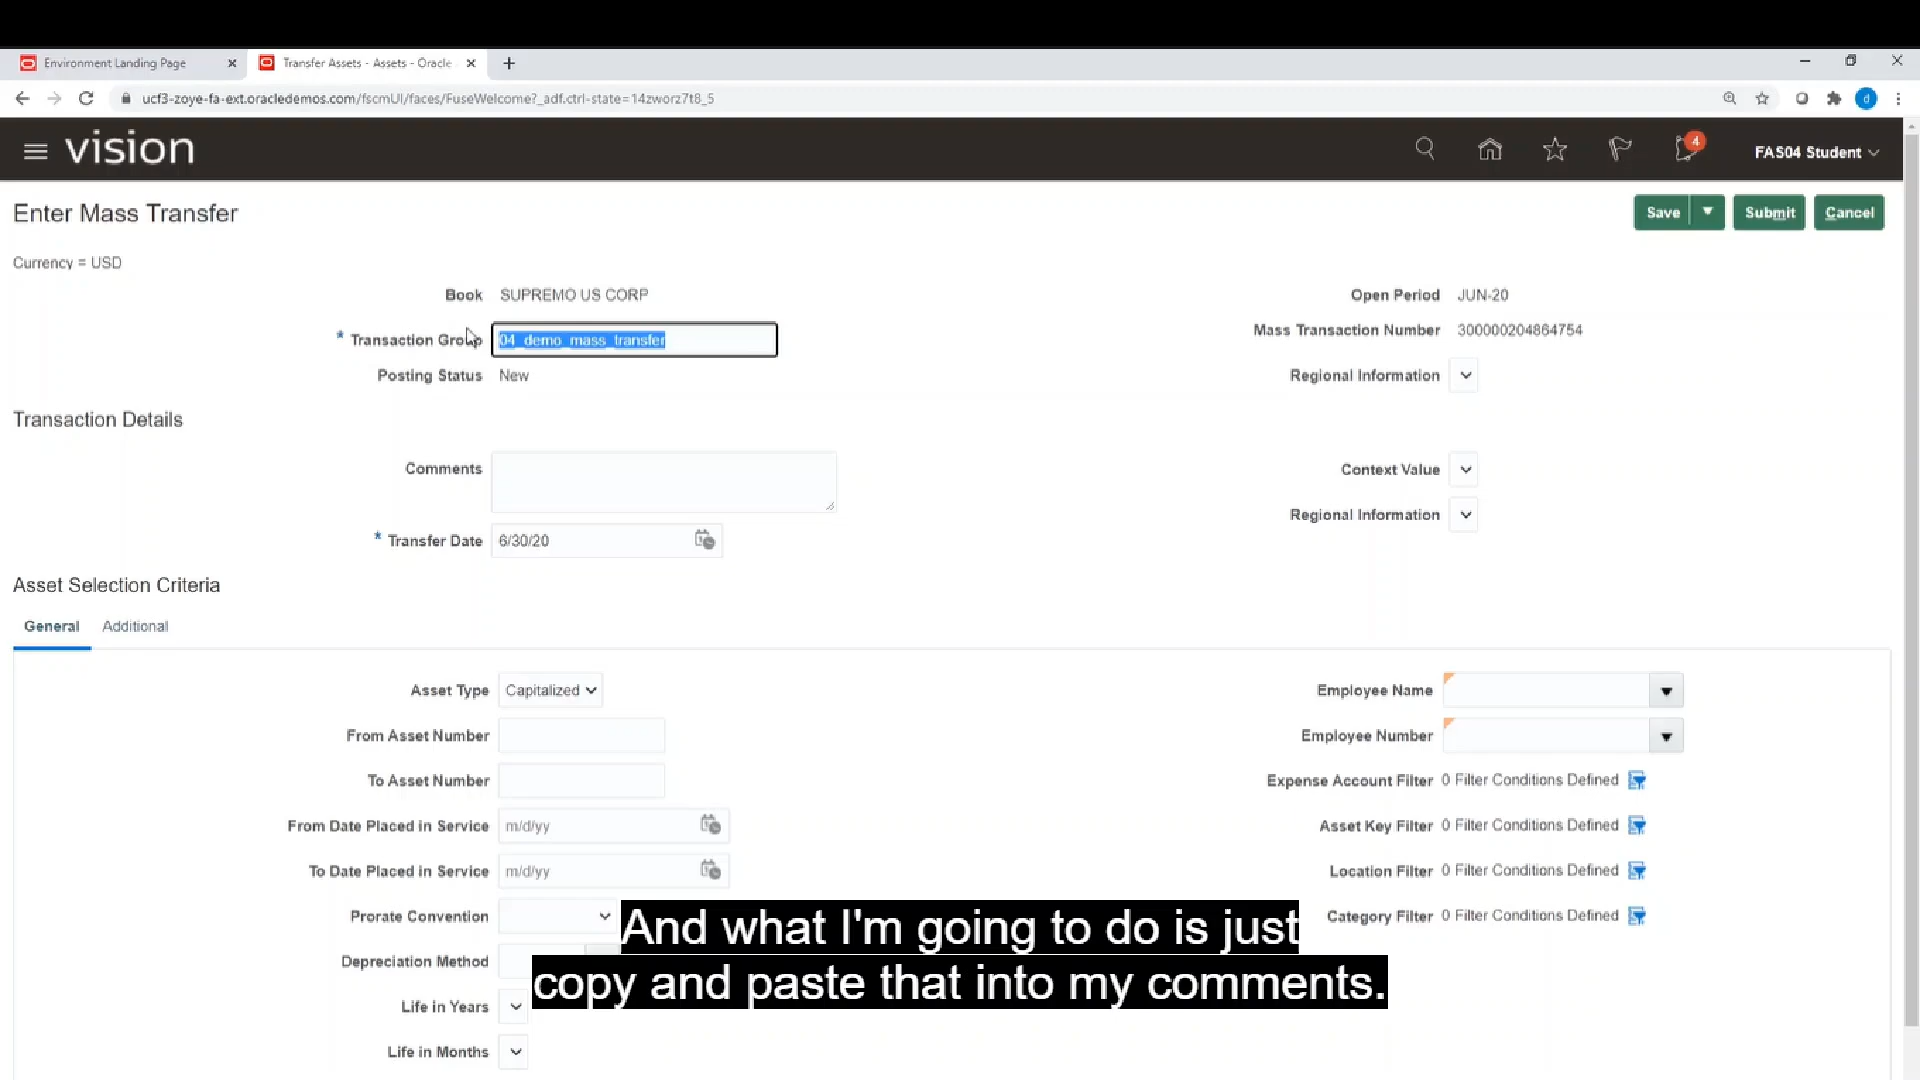 Environment Landing Page
Transfer Assets - Assets - Oracle
ucf3-zoye-fa-ext.oracledemos.com/fscmUI/faces/FuseWelcome?_adf.ctrl-state=14zworz7t8_5
d
vision
4
FAS04 Student
Enter Mass Transfer
Save
Submit
Cancel
Currency = USD
Book SUPREMO US CORP
Open Period JUN-20
* Transaction Group 04_demo_mass_transfer
Mass Transaction Number 300000204864754
Posting Status New
Regional Information
Transaction Details
Comments
Context Value
Regional Information
* Transfer Date 6/30/20
Asset Selection Criteria
General Additional
Asset Type Capitalized
Employee Name
From Asset Number
Employee Number
To Asset Number
Expense Account Filter 0 Filter Conditions Defined
From Date Placed in Service m/d/yy
Asset Key Filter 0 Filter Conditions Defined
To Date Placed in Service m/d/yy
Location Filter 0 Filter Conditions Defined
Prorate Convention
Category Filter 0 Filter Conditions Defined
Depreciation Method
Life in Years
Life in Months
And what I'm going to do is just
copy and paste that into my comments.